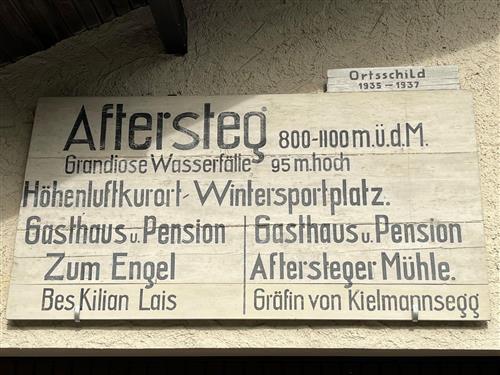 Ortsschild
1935 - 1937
Aftersteg 800-1100 m.ü.d.M.
Grandiose Wasserfälle 95 m. hoch
Höhenluftkurort-Wintersportplatz.
Gasthaus u. Pension
Zum Engel
Bes Kilian Lais
Gasthaus u. Pension
Aftersteger Mühle.
Gräfin von Kielmannsegg